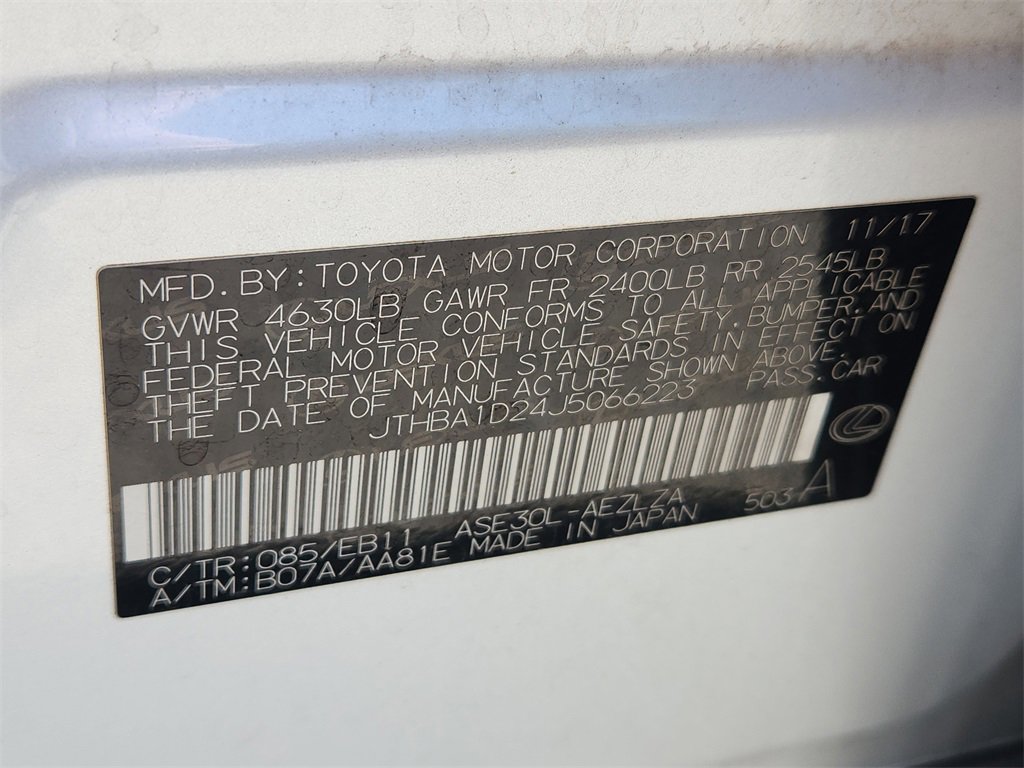 MFD. BY: TOYOTA MOTOR CORPORATION 11/17
GVWR 4630LB GAWR FR 2400LB RR 2545LB
THIS VEHICLE CONFORMS TO ALL APPLICABLE
FEDERAL MOTOR VEHICLE SAFETY, BUMPER, AND
THEFT PREVENTION STANDARDS IN EFFECT ON
THE DATE OF MANUFACTURE SHOWN ABOVE.
JTHBA1D24J5066223 PASS. CAR
C/TR: 085/EB11 ASE30L-AEZLZA
A/TM: B07A/AA81E MADE IN JAPAN 503 A